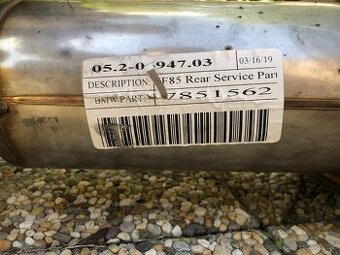 05.2-0 947.03 03/16/19
DESCRIPTION: F85 Rear Service Part
BMW PART 7851562